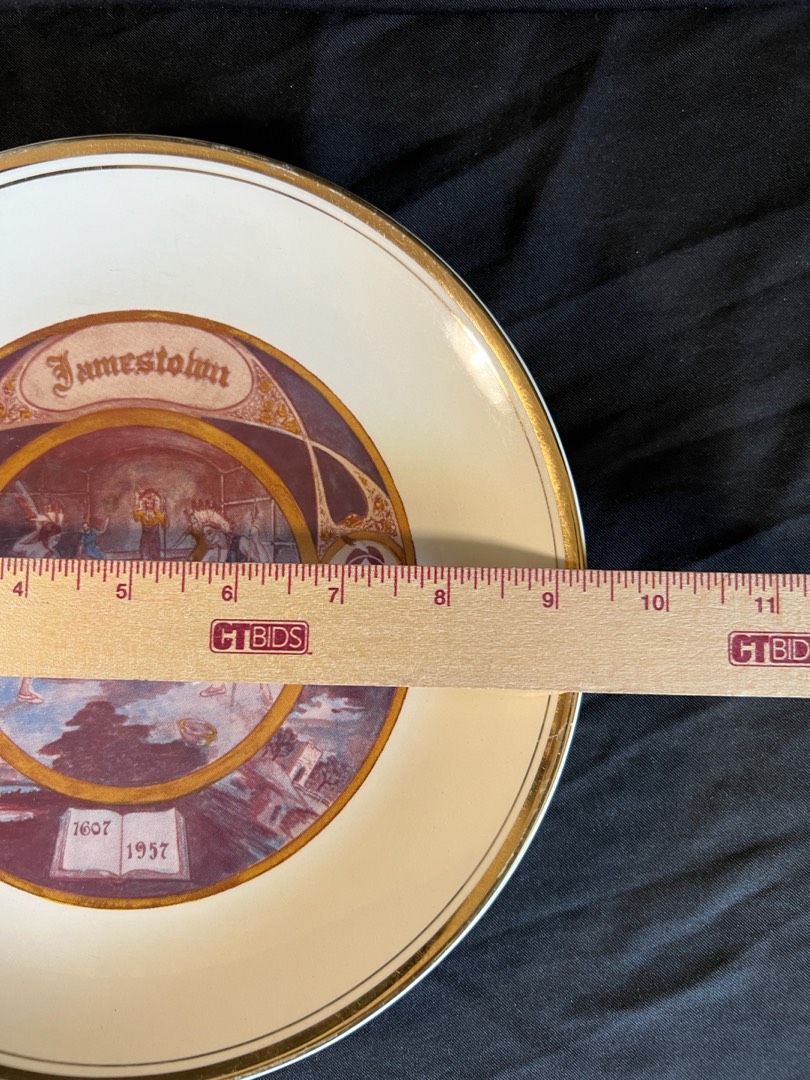 Jamestown
4 5 6 7 8 9 10 11
CTBIDS CTBID
1607 1957